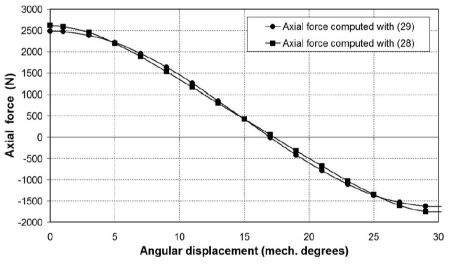 3000
2500
2000
1500
1000
500
0
-500
-1000
-1500
-2000
Axial force (N)
Axial force computed with (29)
Axial force computed with (28)
0 5 10 15 20 25 30
Angular displacement (mech. degrees)